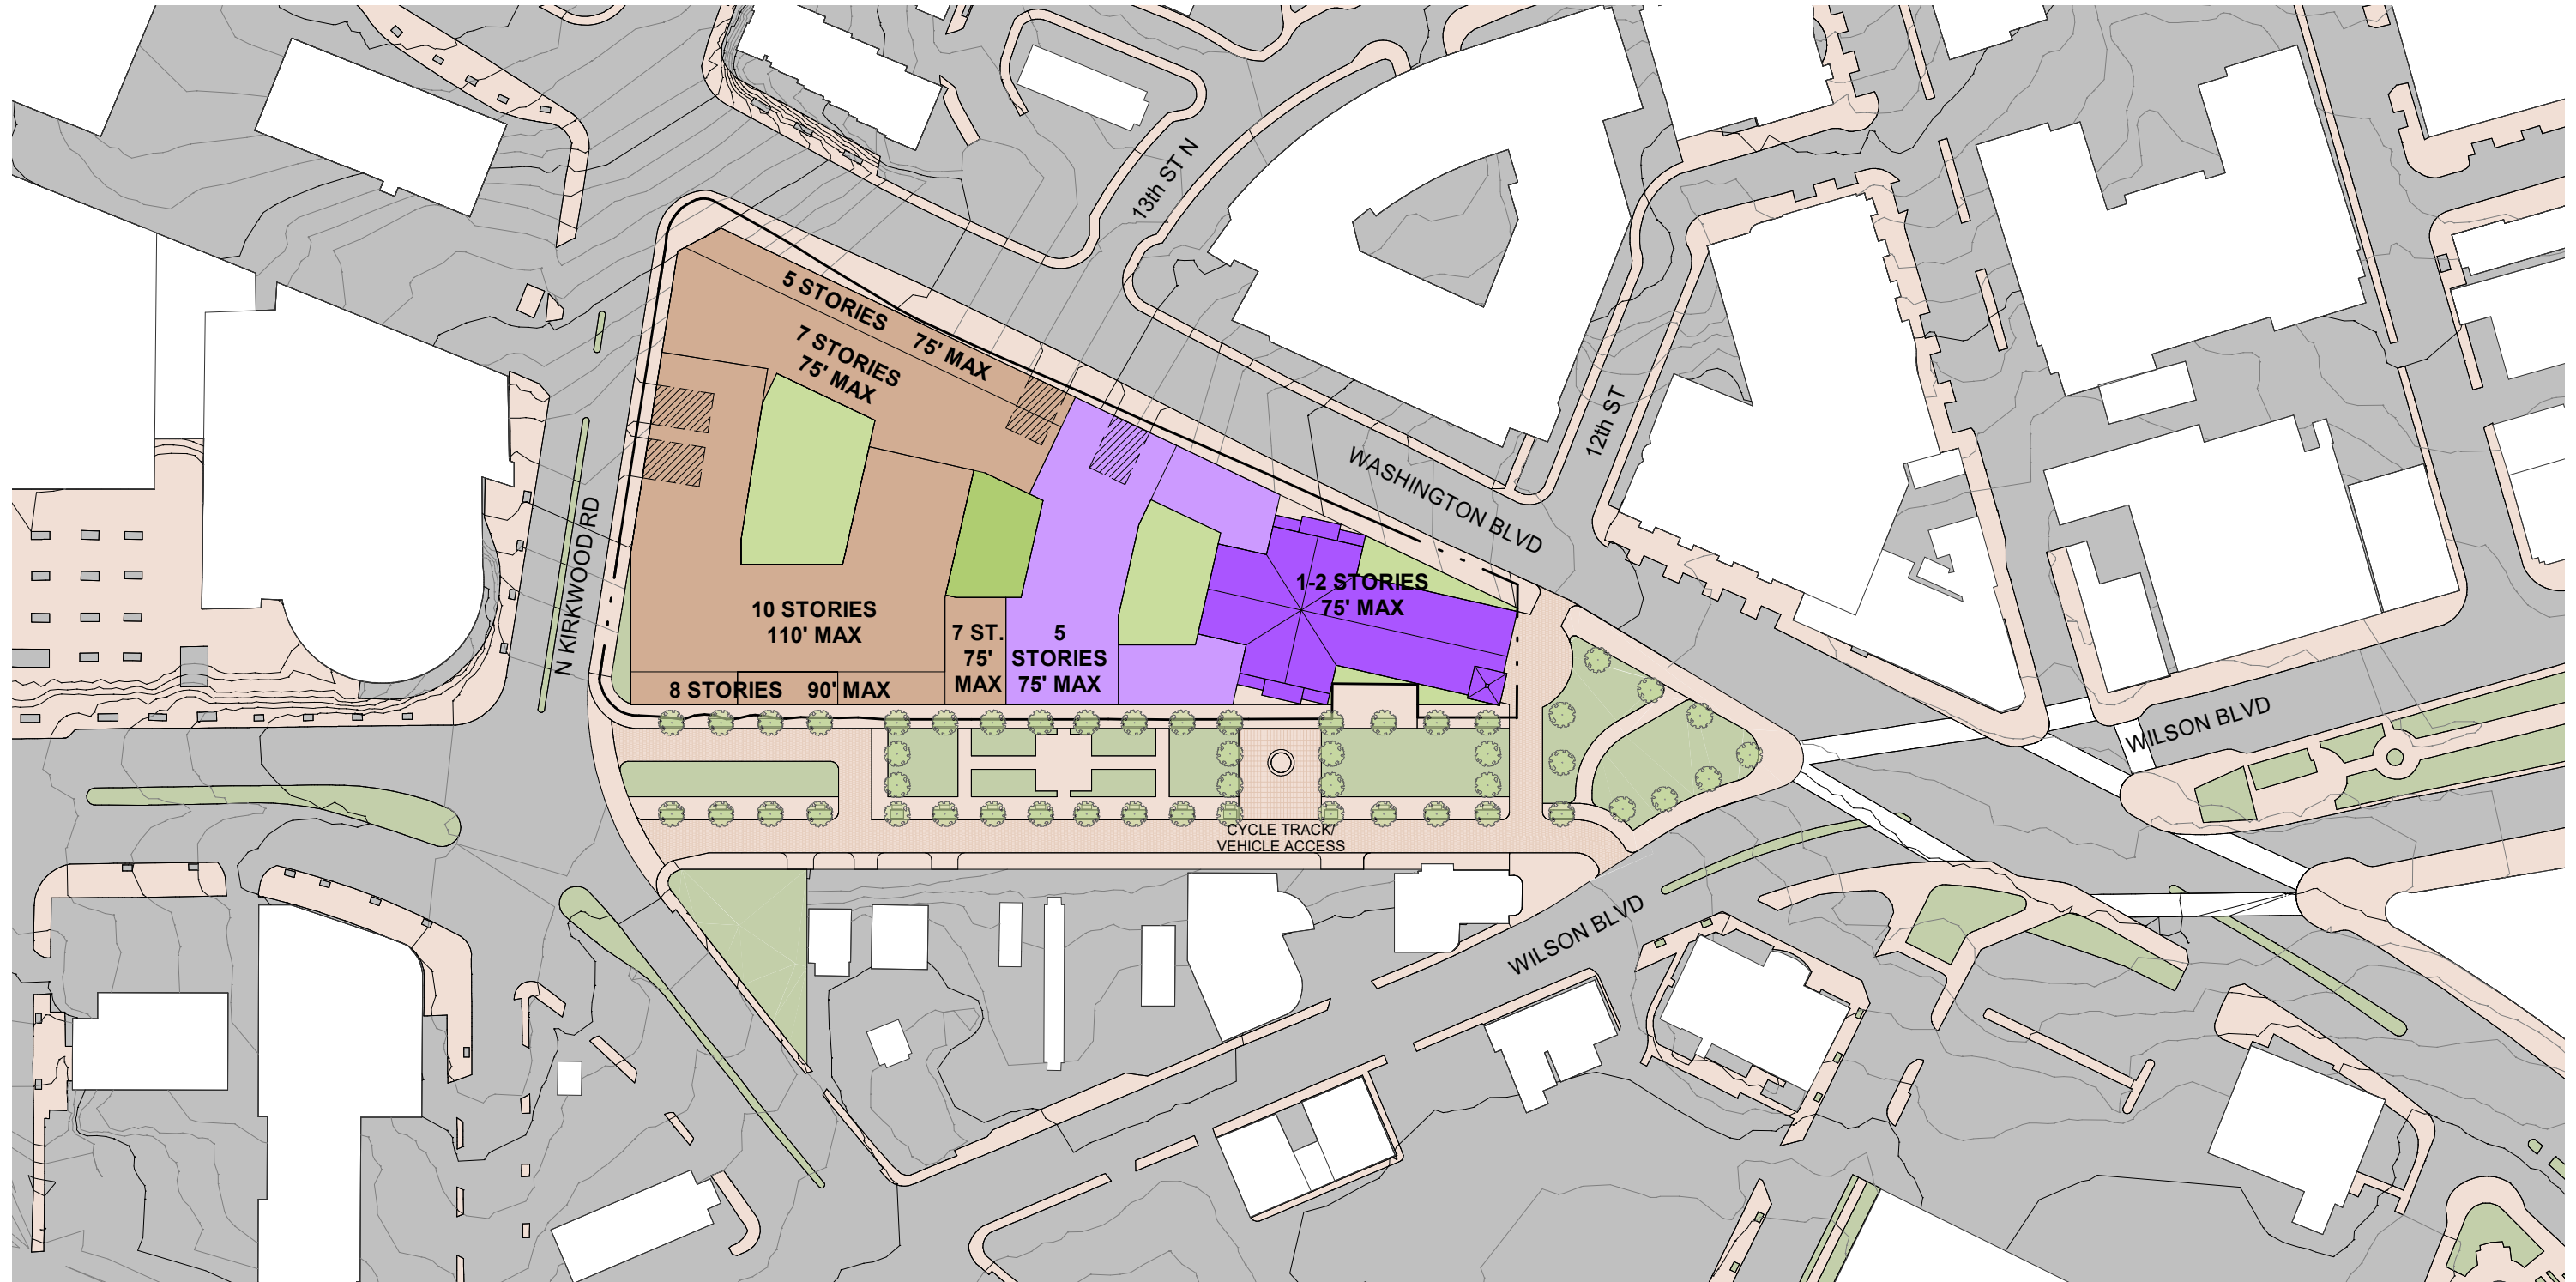 13th ST N
5 STORIES 75' MAX
7 STORIES
75' MAX
12th ST
WASHINGTON BLVD
N KIRKWOOD RD
1-2 STORIES
75' MAX
10 STORIES
110' MAX
7 ST.
75'
MAX
5
STORIES
75' MAX
8 STORIES 90' MAX
WILSON BLVD
CYCLE TRACK/
VEHICLE ACCESS
WILSON BLVD